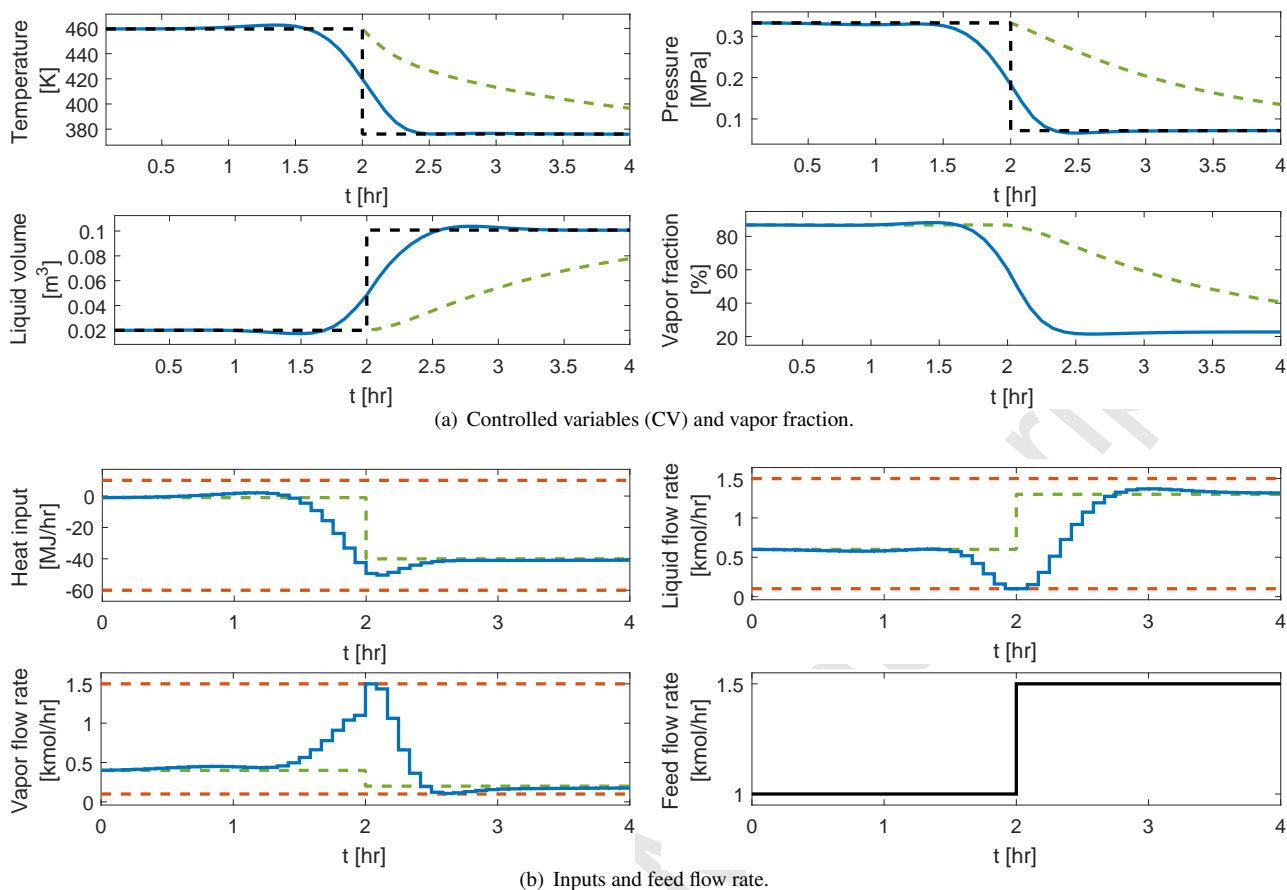 Temperature
[K]
460
440
420
400
380
0.5 1 1.5 2 2.5 3 3.5 4
t [hr]
Pressure
[MPa]
0.3
0.2
0.1
0.5 1 1.5 2 2.5 3 3.5 4
t [hr]
Liquid volume
[m³]
0.1
0.08
0.06
0.04
0.02
0.5 1 1.5 2 2.5 3 3.5 4
t [hr]
Vapor fraction
[%]
80
60
40
20
0.5 1 1.5 2 2.5 3 3.5 4
t [hr]
(a) Controlled variables (CV) and vapor fraction.
Heat input
[MJ/hr]
0
-20
-40
-60
0 1 2 3 4
t [hr]
Liquid flow rate
[kmol/hr]
1.5
1
0.5
0
0 1 2 3 4
t [hr]
Vapor flow rate
[kmol/hr]
1.5
1
0.5
0
0 1 2 3 4
t [hr]
Feed flow rate
[kmol/hr]
1.5
1
0 1 2 3 4
t [hr]
(b) Inputs and feed flow rate.